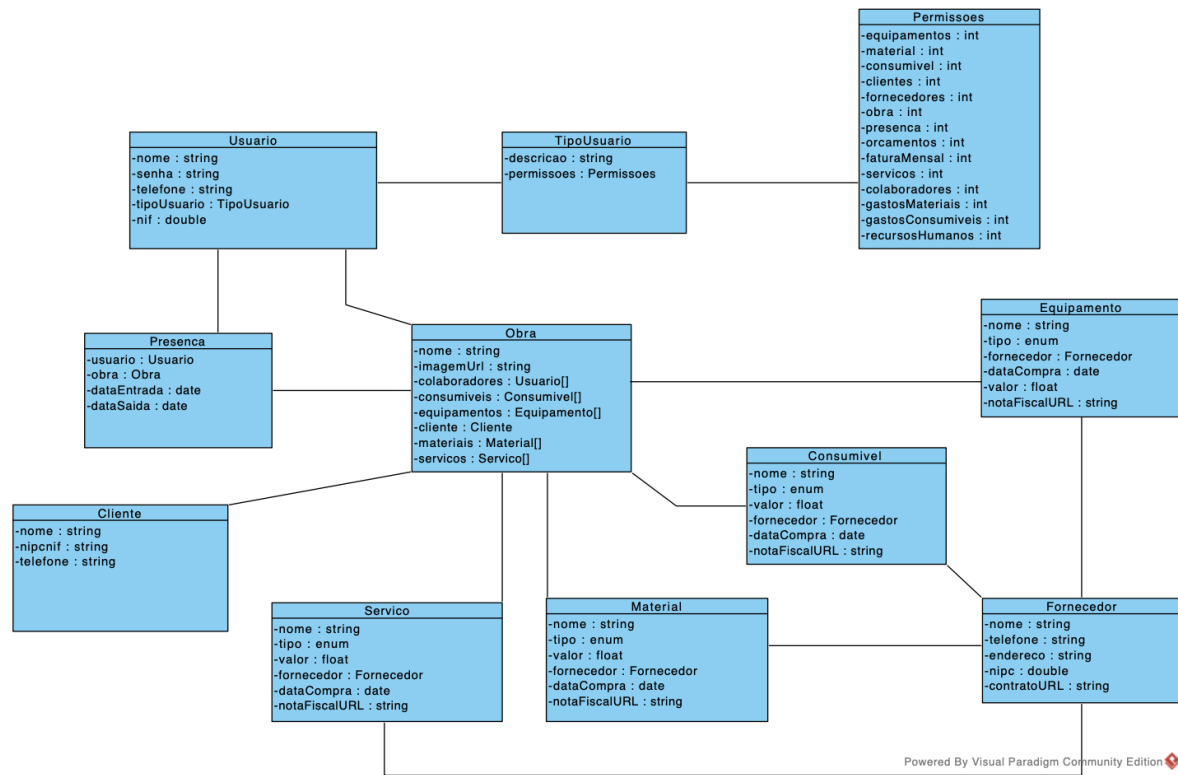 Permissoes
-equipamentos : int
-material : int
-consumivel : int
-clientes : int
-fornecedores : int
-obra : int
-presenca : int
-orcamentos : int
-faturaMensal : int
-servicos : int
-colaboradores : int
-gastosMateriais : int
-gastosConsumiveis : int
-recursosHumanos : int
Usuario
-nome : string
-senha : string
-telefone : string
-tipoUsuario : TipoUsuario
-nif : double
TipoUsuario
-descricao : string
-permissoes : Permissoes
Presenca
-usuario : Usuario
-obra : Obra
-dataEntrada : date
-dataSaida : date
Obra
-nome : string
-imagemUrl : string
-colaboradores : Usuario[]
-consumiveis : Consumivel[]
-equipamentos : Equipamento[]
-cliente : Cliente
-materiais : Material[]
-servicos : Servico[]
Equipamento
-nome : string
-tipo : enum
-fornecedor : Fornecedor
-dataCompra : date
-valor : float
-notaFiscalURL : string
Consumivel
-nome : string
-tipo : enum
-valor : float
-fornecedor : Fornecedor
-dataCompra : date
-notaFiscalURL : string
Cliente
-nome : string
-nipcnif : string
-telefone : string
Servico
-nome : string
-tipo : enum
-valor : float
-fornecedor : Fornecedor
-dataCompra : date
-notaFiscalURL : string
Material
-nome : string
-tipo : enum
-valor : float
-fornecedor : Fornecedor
-dataCompra : date
-notaFiscalURL : string
Fornecedor
-nome : string
-telefone : string
-endereco : string
-nipc : double
-contratoURL : string
Powered By Visual Paradigm Community Edition